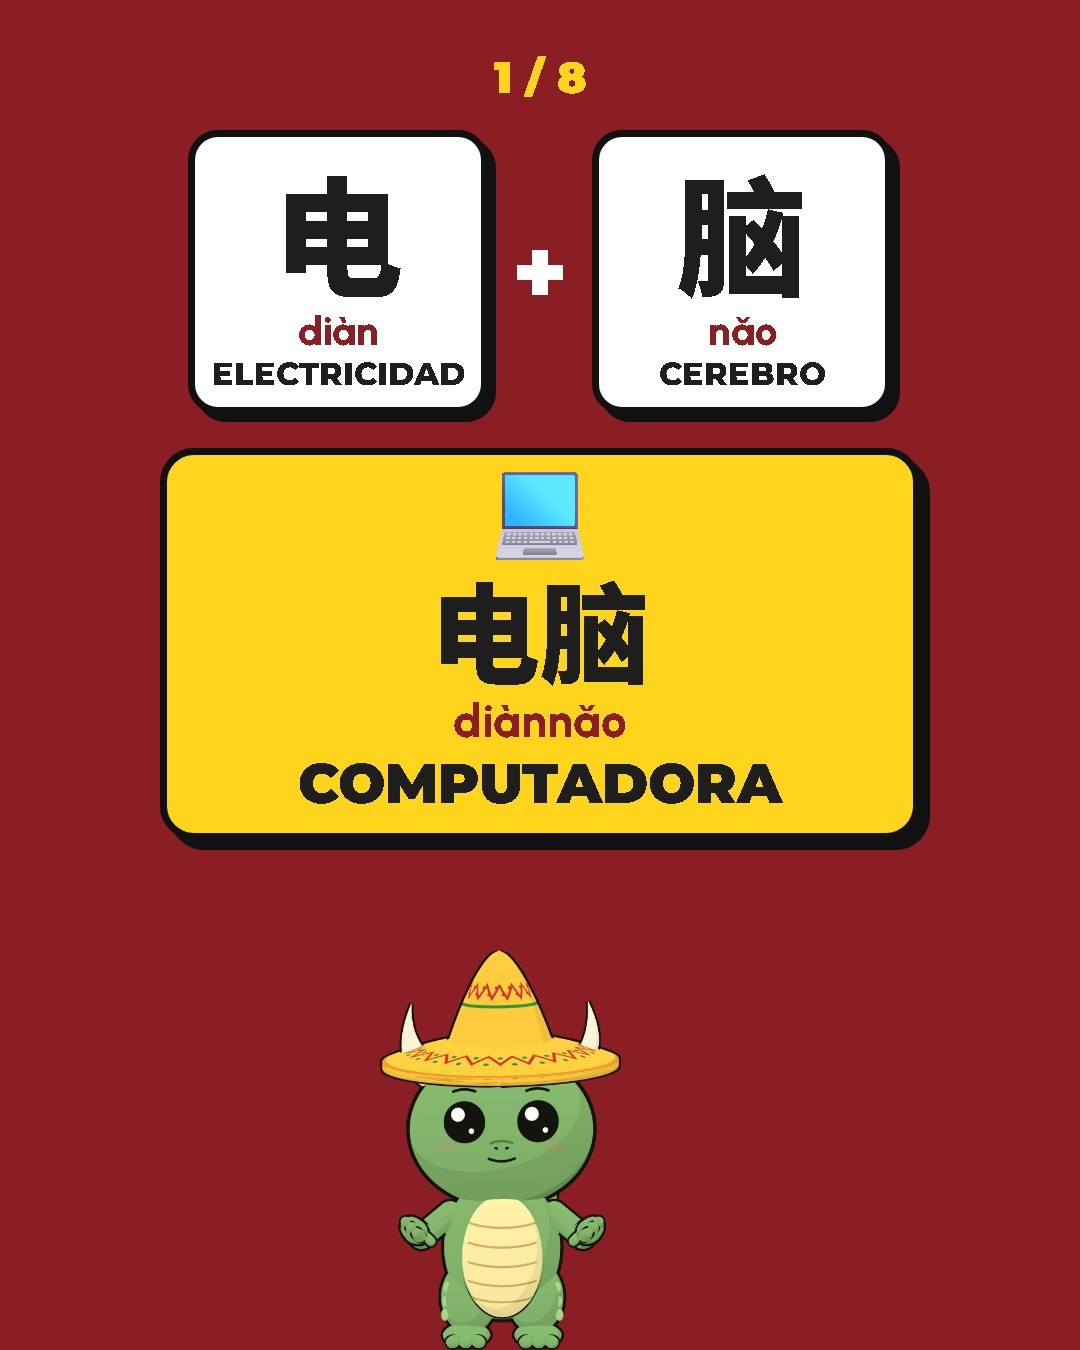 1 / 8
电
diàn
ELECTRICIDAD
+
脑
nǎo
CEREBRO
电脑
diànnǎo
COMPUTADORA